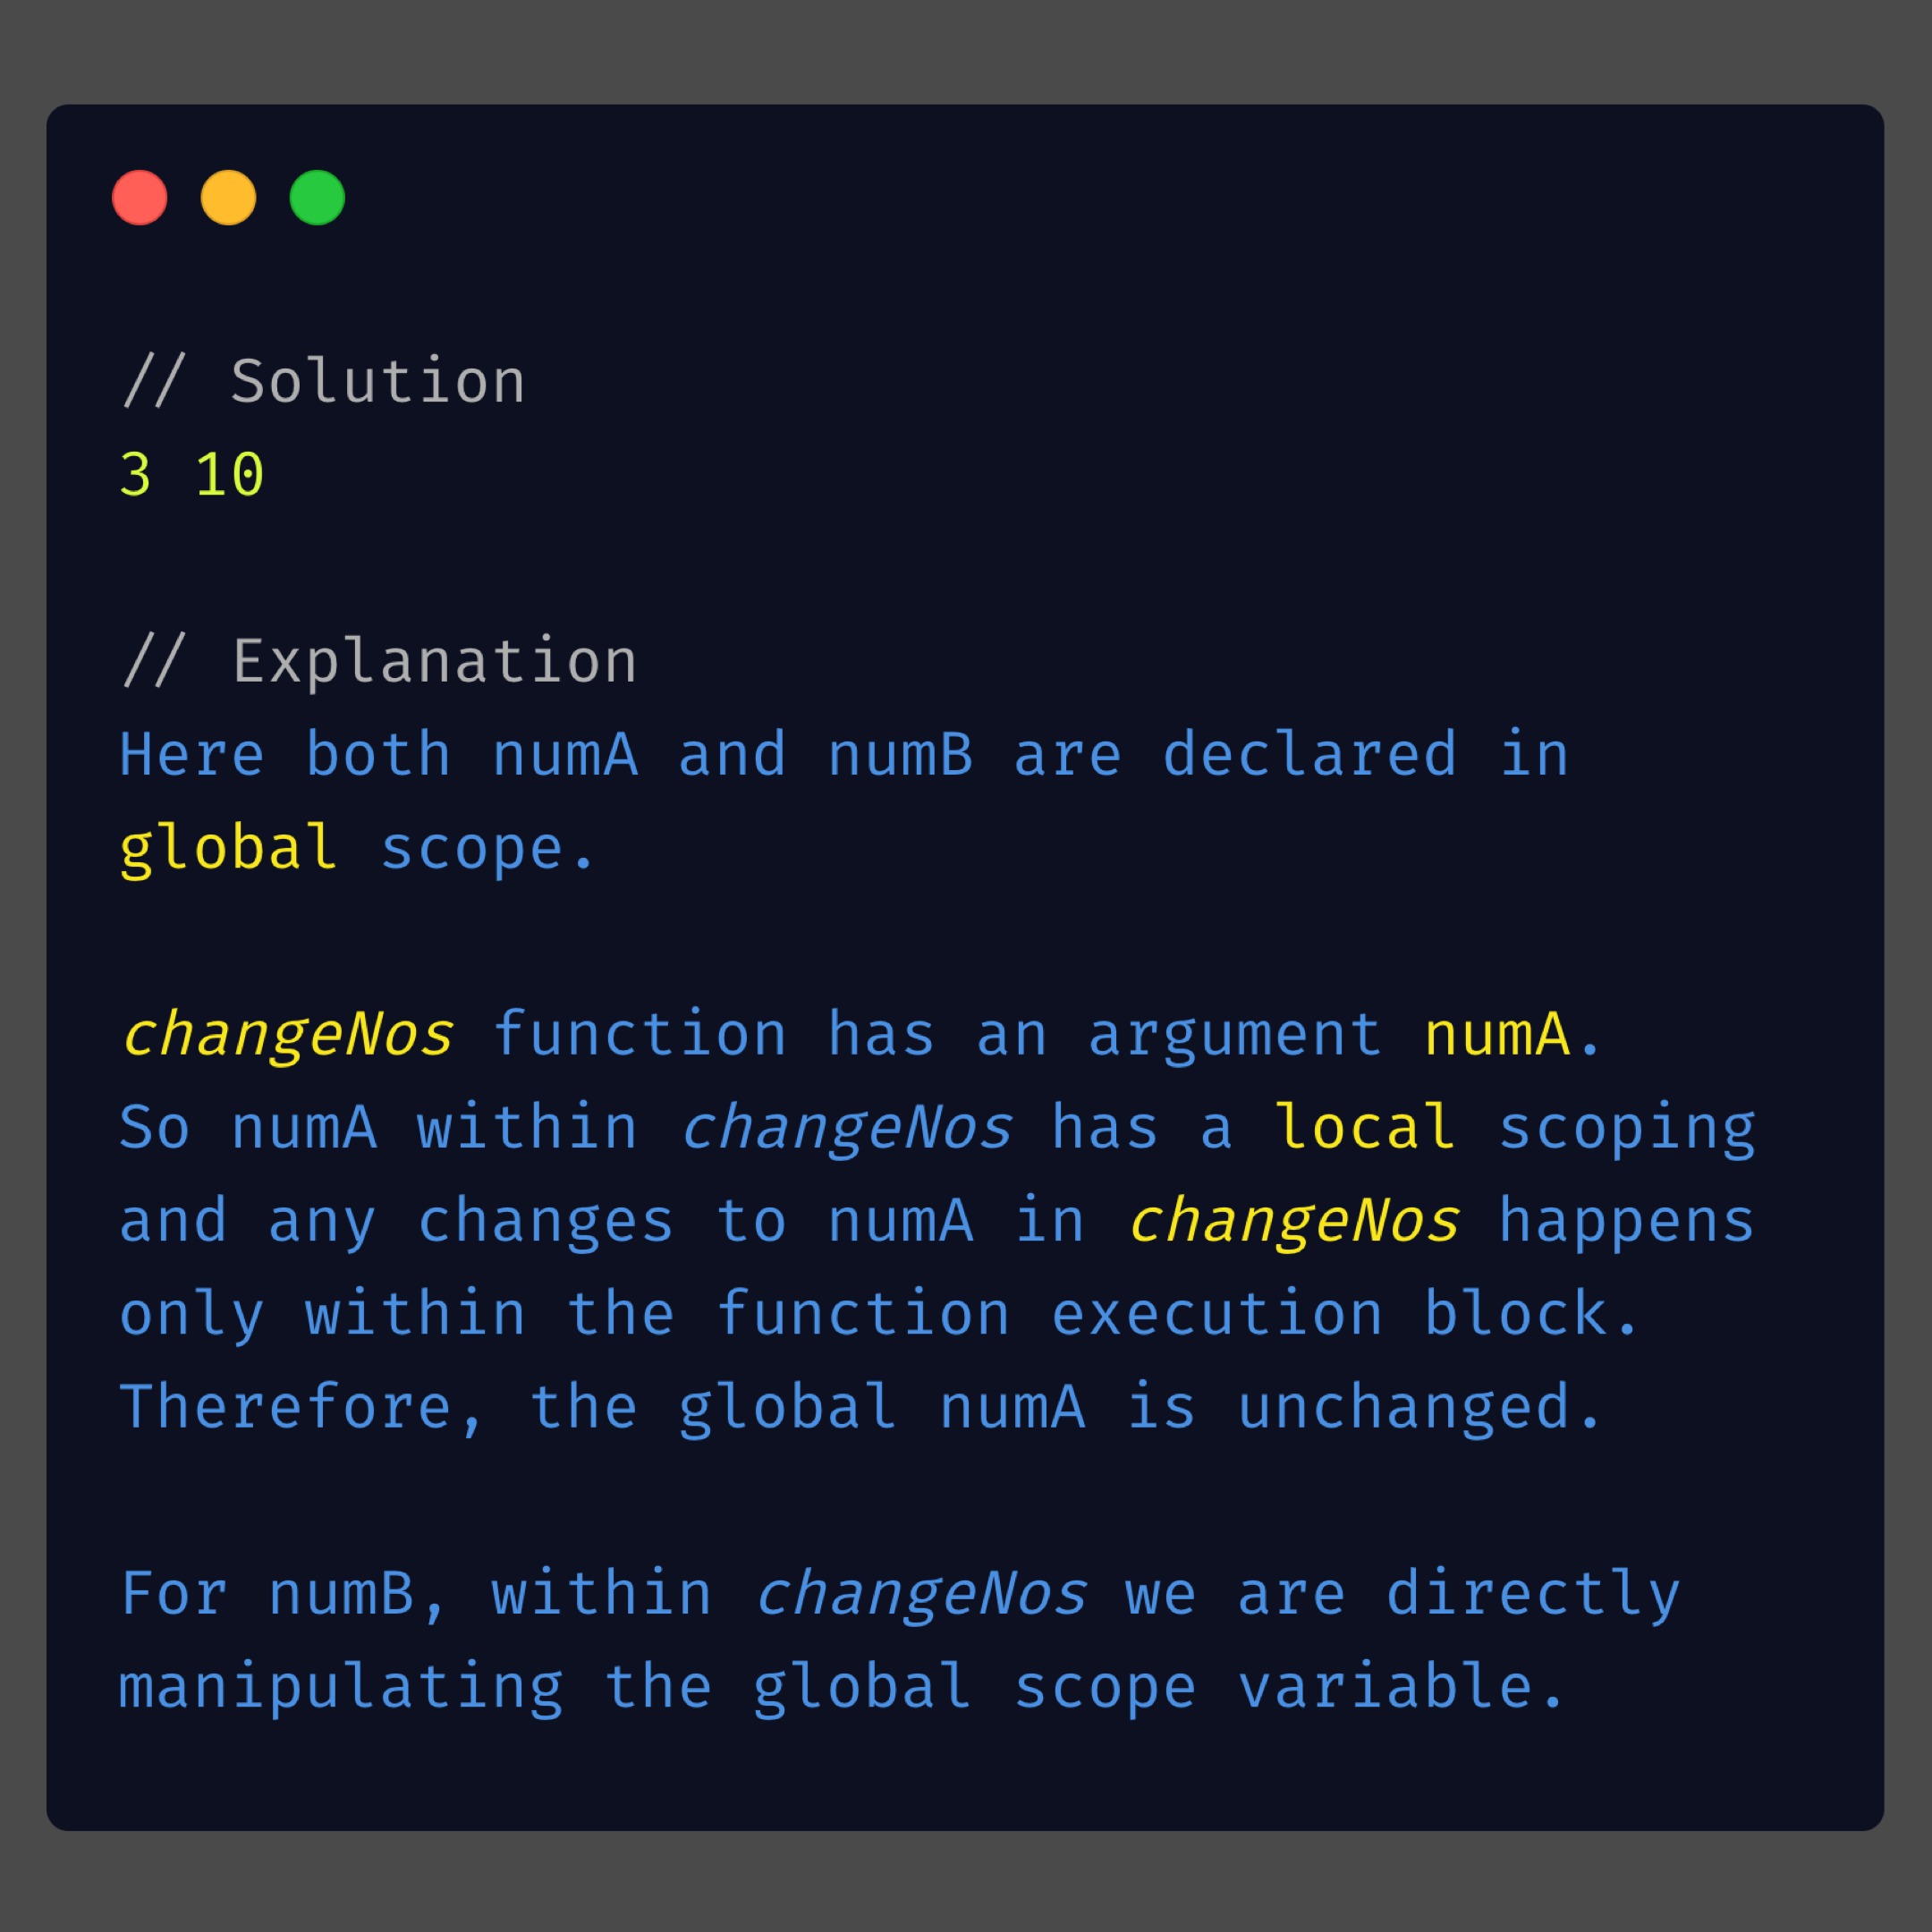 // Solution
3 10
// Explanation
Here both numA and numB are declared in
global scope.
changeNos function has an argument numA.
So numA within changeNos has a local scoping
and any changes to numA in changeNos happens
only within the function execution block.
Therefore, the global numA is unchanged.
For numB, within changeNos we are directly
manipulating the global scope variable.